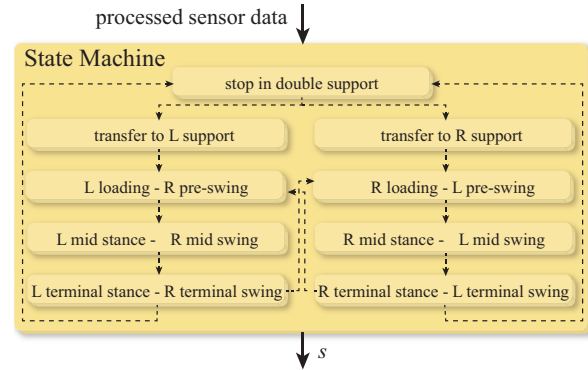 processed sensor data
State Machine
stop in double support
transfer to L support
transfer to R support
L loading - R pre-swing
R loading - L pre-swing
L mid stance - R mid swing
R mid stance - L mid swing
L terminal stance - R terminal swing
R terminal stance - L terminal swing
s